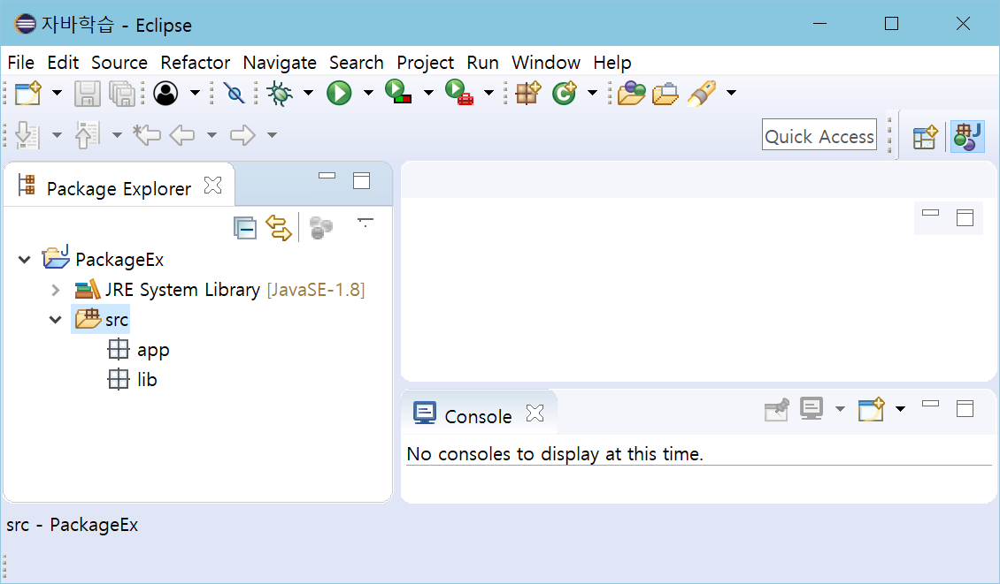 자바학습 - Eclipse
File Edit Source Refactor Navigate Search Project Run Window Help
Quick Access
Package Explorer
PackageEx
JRE System Library [JavaSE-1.8]
src
app
lib
Console
No consoles to display at this time.
src - PackageEx